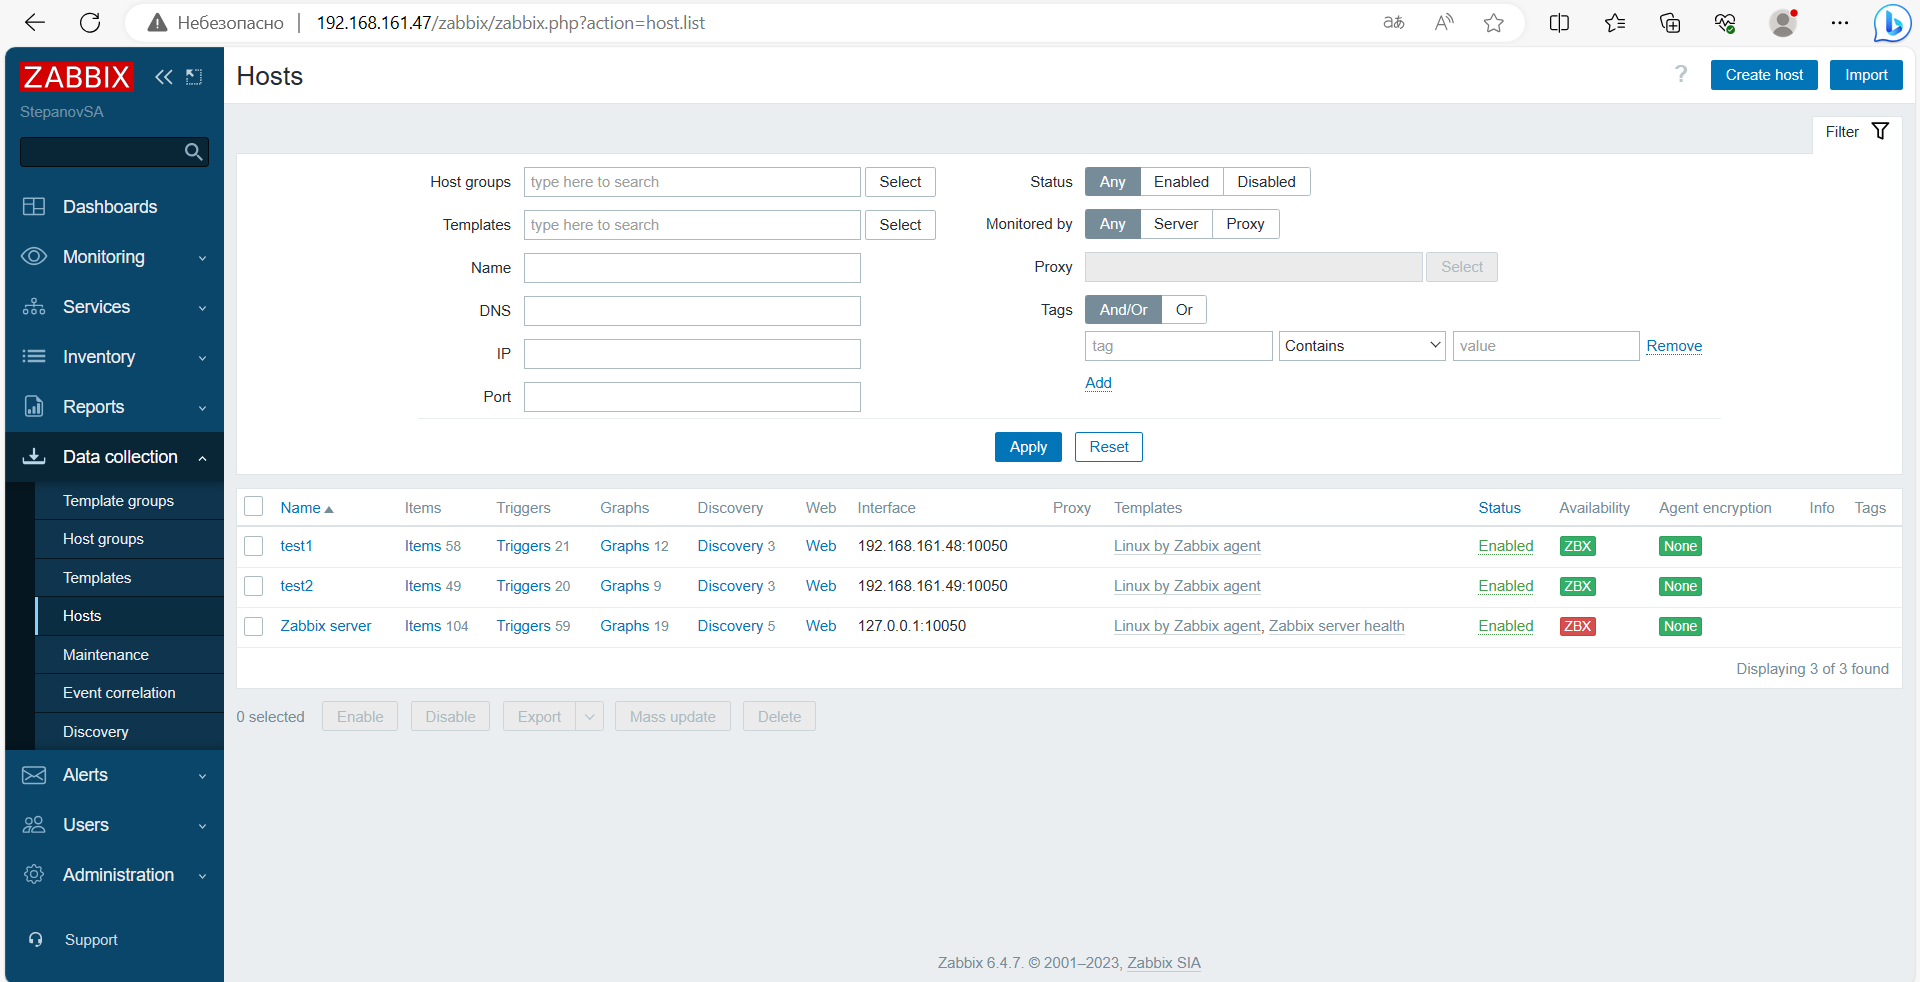 Небезопасно 192.168.161.47/zabbix/zabbix.php?action=host.list
ZABBIX
StepanovSA
Dashboards
Monitoring
Services
Inventory
Reports
Data collection
Template groups
Host groups
Templates
Hosts
Maintenance
Event correlation
Discovery
Alerts
Users
Administration
Support
Hosts
? Create host Import
Filter
Host groups type here to search Select
Templates type here to search Select
Name
DNS
IP
Port
Status Any Enabled Disabled
Monitored by Any Server Proxy
Proxy Select
Tags And/Or Or
tag Contains value Remove
Add
Apply Reset
Name Items Triggers Graphs Discovery Web Interface Proxy Templates Status Availability Agent encryption Info Tags
test1 Items 58 Triggers 21 Graphs 12 Discovery 3 Web 192.168.161.48:10050 Linux by Zabbix agent Enabled ZBX None
test2 Items 49 Triggers 20 Graphs 9 Discovery 3 Web 192.168.161.49:10050 Linux by Zabbix agent Enabled ZBX None
Zabbix server Items 104 Triggers 59 Graphs 19 Discovery 5 Web 127.0.0.1:10050 Linux by Zabbix agent, Zabbix server health Enabled ZBX None
Displaying 3 of 3 found
0 selected Enable Disable Export Mass update Delete
Zabbix 6.4.7. © 2001–2023, Zabbix SIA